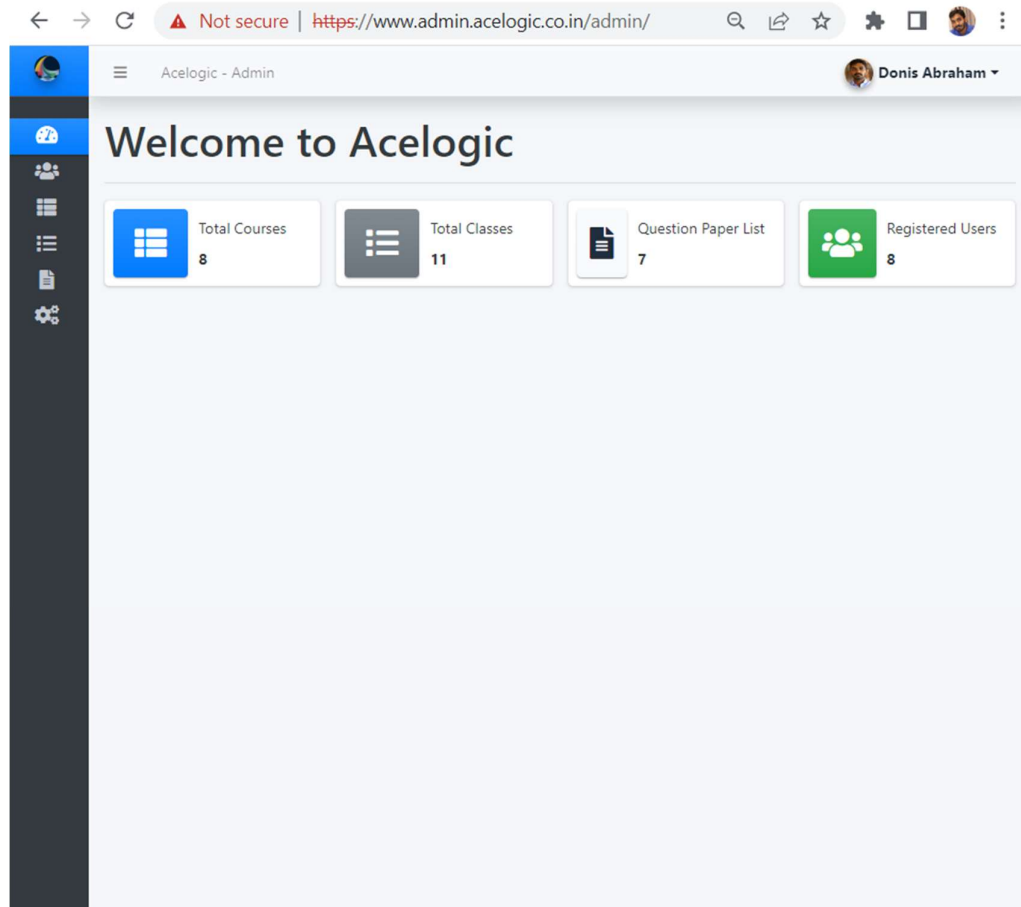 Not secure | https://www.admin.acelogic.co.in/admin/
Acelogic - Admin
Donis Abraham
Welcome to Acelogic
Total Courses
8
Total Classes
11
Question Paper List
7
Registered Users
8